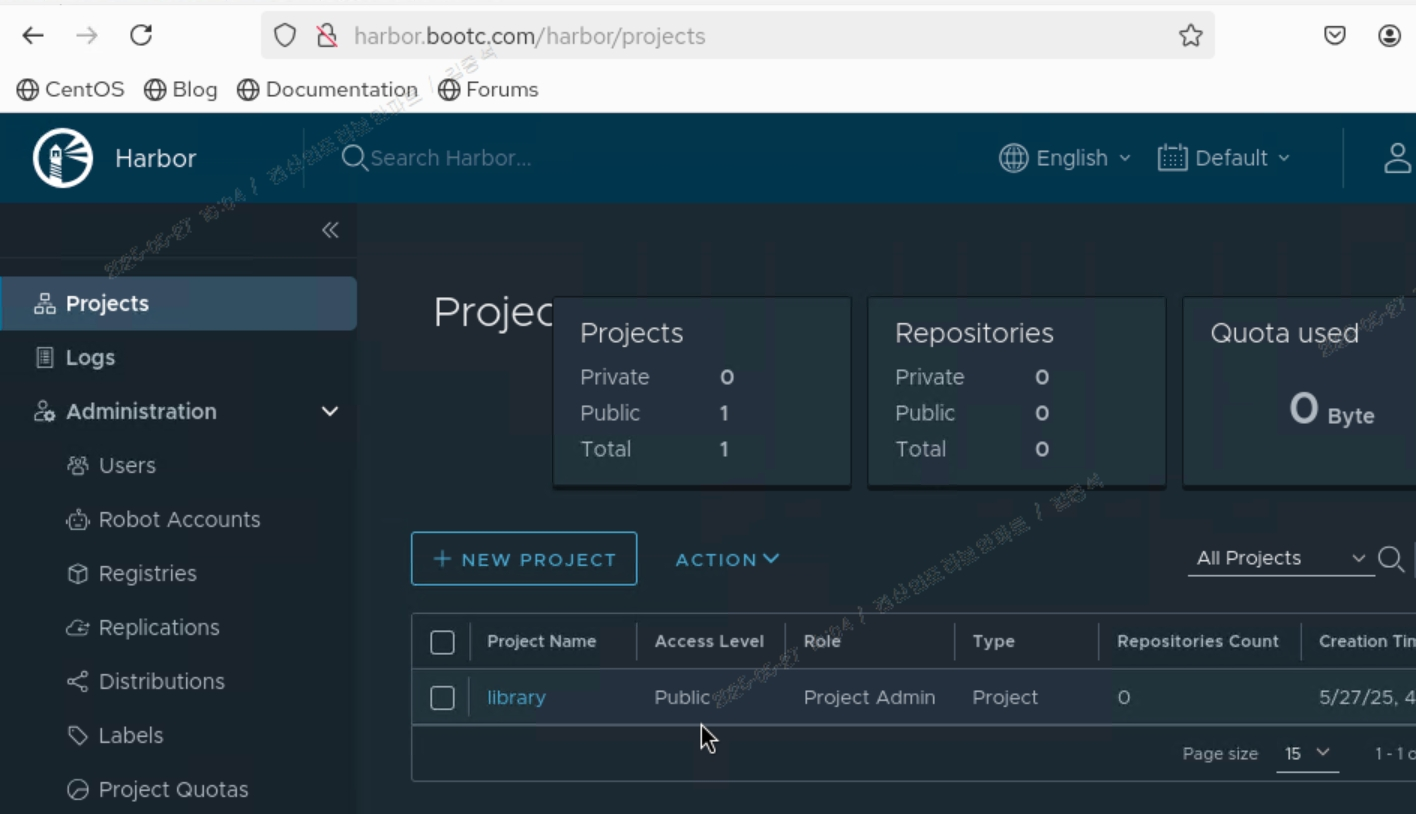 harbor.bootc.com/harbor/projects
CentOS Blog Documentation Forums
Harbor Search Harbor... English Default
Projects
Logs
Administration
Users
Robot Accounts
Registries
Replications
Distributions
Labels
Project Quotas
Projec
Projects
Private 0
Public 1
Total 1
Repositories
Private 0
Public 0
Total 0
Quota used
0 Byte
+ NEW PROJECT ACTION All Projects
Project Name Access Level Role Type Repositories Count Creation Tim
library Public Project Admin Project 0 5/27/25, 4
Page size 15 1 - 1 o